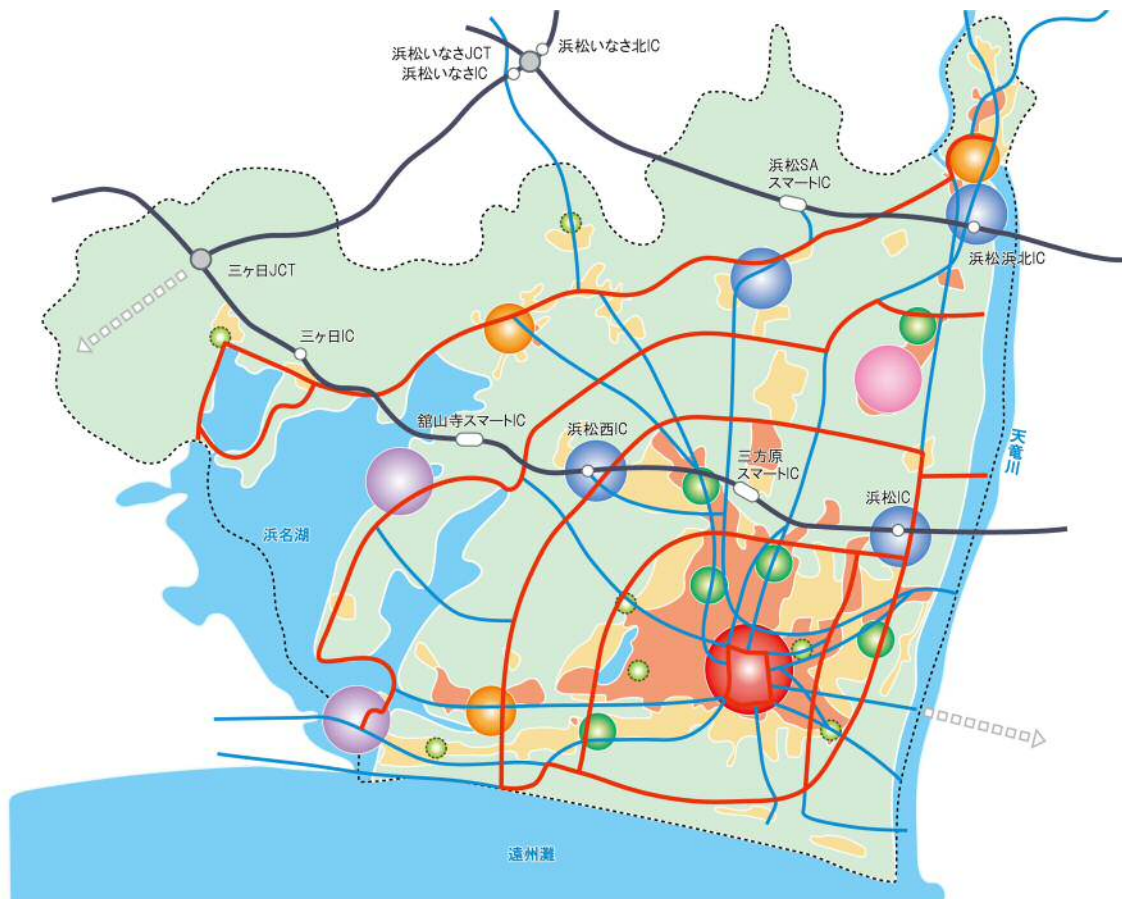 浜松いなさ北IC
浜松いなさJCT
浜松いなさIC
浜松SA
スマートIC
浜松浜北IC
三ヶ日JCT
三ヶ日IC
舘山寺スマートIC
浜松西IC
三方原
スマートIC
浜松IC
天竜川
浜名湖
遠州灘